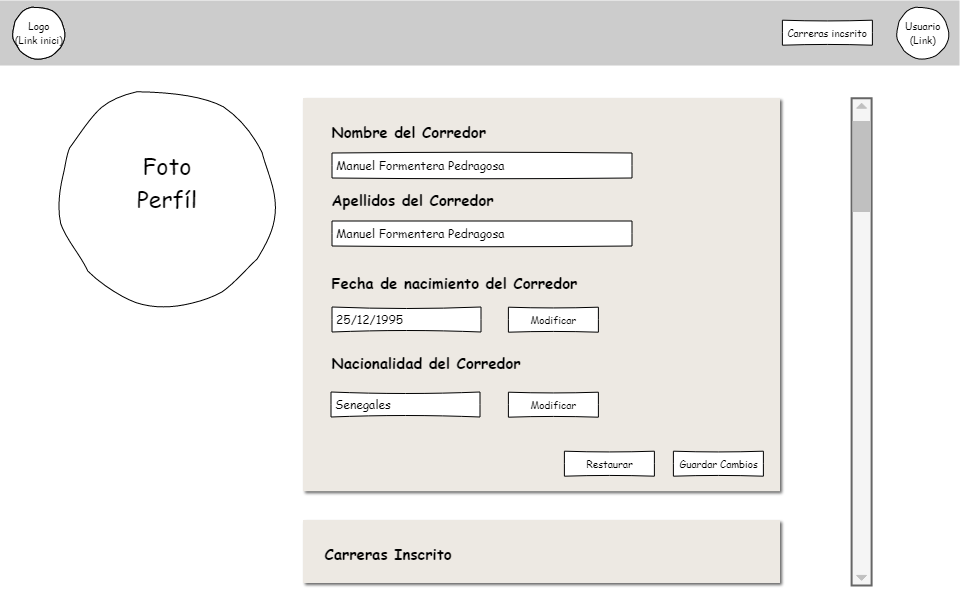 Logo
(Link inici)
Carreras incsrito
Usuario
(Link)
Foto
Perfíl
Nombre del Corredor
Manuel Formentera Pedragosa
Apellidos del Corredor
Manuel Formentera Pedragosa
Fecha de nacimiento del Corredor
25/12/1995
Modificar
Nacionalidad del Corredor
Senegales
Modificar
Restaurar
Guardar Cambios
Carreras Inscrito